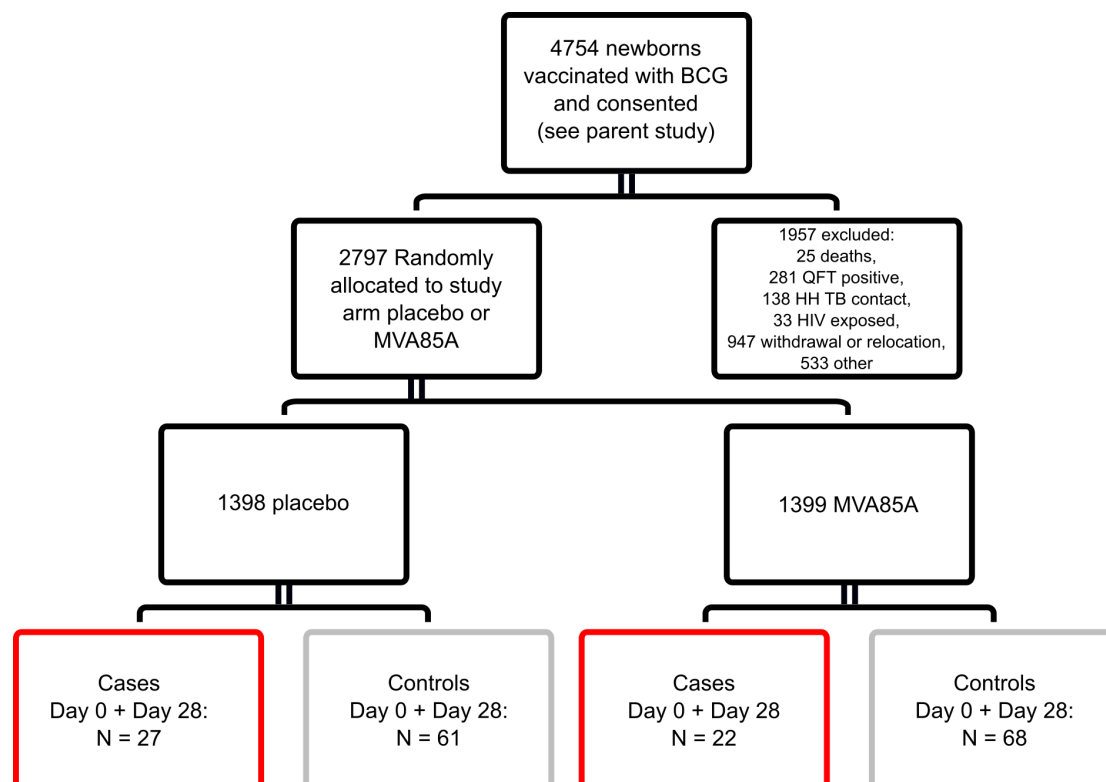 4754 newborns
vaccinated with BCG
and consented
(see parent study)
2797 Randomly
allocated to study
arm placebo or
MVA85A
1957 excluded:
25 deaths,
281 QFT positive,
138 HH TB contact,
33 HIV exposed,
947 withdrawal or relocation,
533 other
1398 placebo
1399 MVA85A
Cases
Day 0 + Day 28:
N = 27
Controls
Day 0 + Day 28:
N = 61
Cases
Day 0 + Day 28
N = 22
Controls
Day 0 + Day 28:
N = 68